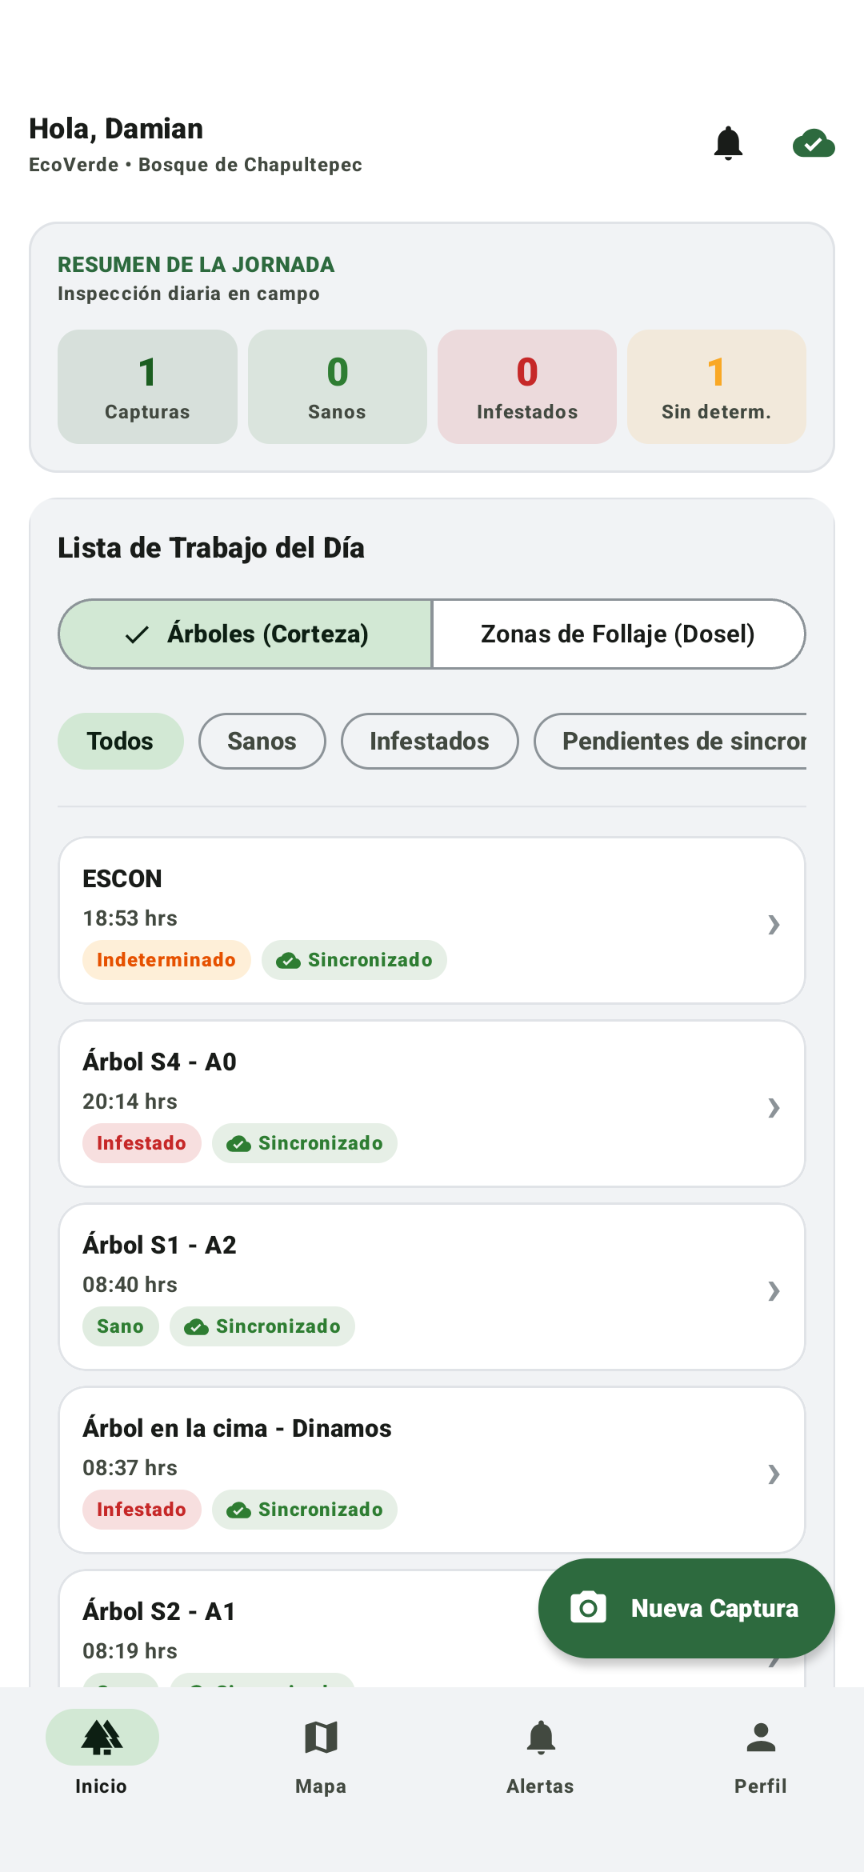 Hola, Damian
EcoVerde • Bosque de Chapultepec
RESUMEN DE LA JORNADA
Inspección diaria en campo
1
Capturas
0
Sanos
0
Infestados
1
Sin determ.
Lista de Trabajo del Día
Árboles (Corteza)
Zonas de Follaje (Dosel)
Todos
Sanos
Infestados
Pendientes de sincror
ESCON
18:53 hrs
Indeterminado
Sincronizado
Árbol S4 - A0
20:14 hrs
Infestado
Sincronizado
Árbol S1 - A2
08:40 hrs
Sano
Sincronizado
Árbol en la cima - Dinamos
08:37 hrs
Infestado
Sincronizado
Árbol S2 - A1
08:19 hrs
Nueva Captura
Inicio
Mapa
Alertas
Perfil